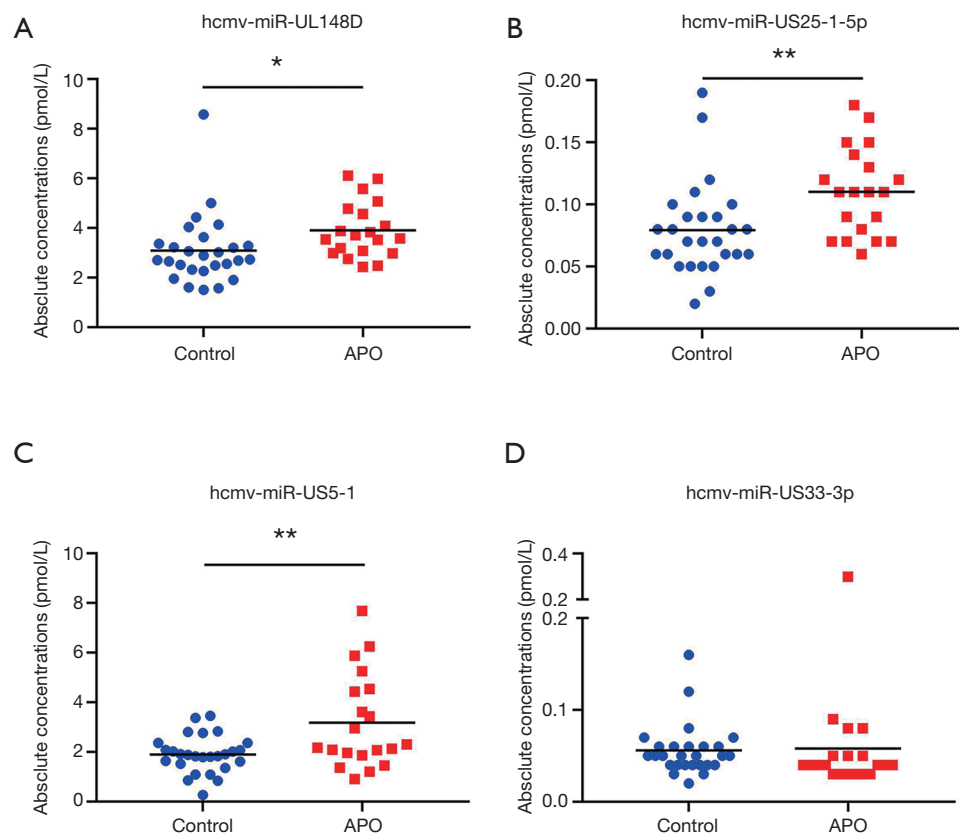 A
hcmv-miR-UL148D
*
Absclute concentrations (pmol/L)
10
8
6
4
2
0
Control
APO
B
hcmv-miR-US25-1-5p
**
Absclute concentrations (pmol/L)
0.20
0.15
0.10
0.05
0.00
Control
APO
C
hcmv-miR-US5-1
**
Absclute concentrations (pmol/L)
10
8
6
4
2
0
Control
APO
D
hcmv-miR-US33-3p
Absclute concentrations (pmol/L)
0.4
0.2
0.2
0.1
0.0
Control
APO